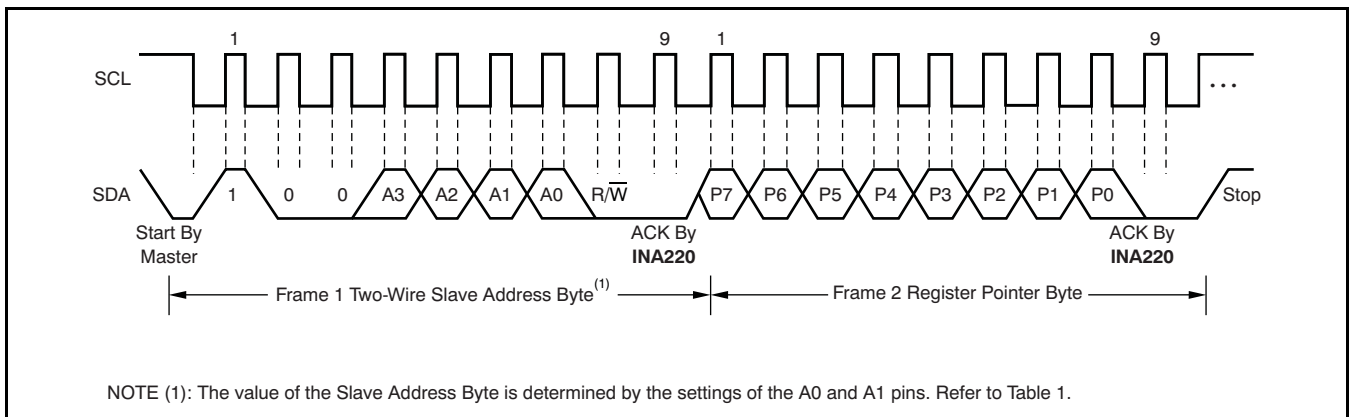 1 9 1 9
SCL ...
SDA 1 0 0 A3 A2 A1 A0 R/W̅ P7 P6 P5 P4 P3 P2 P1 P0 Stop
Start By Master
ACK By INA220
ACK By INA220
Frame 1 Two-Wire Slave Address Byte(1)
Frame 2 Register Pointer Byte
NOTE (1): The value of the Slave Address Byte is determined by the settings of the A0 and A1 pins. Refer to Table 1.